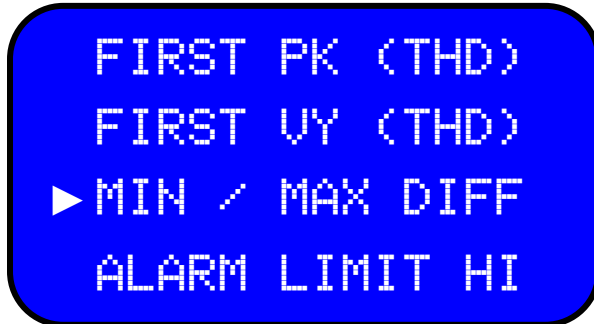 FIRST PK (THD)
FIRST VY (THD)
MIN / MAX DIFF
ALARM LIMIT HI